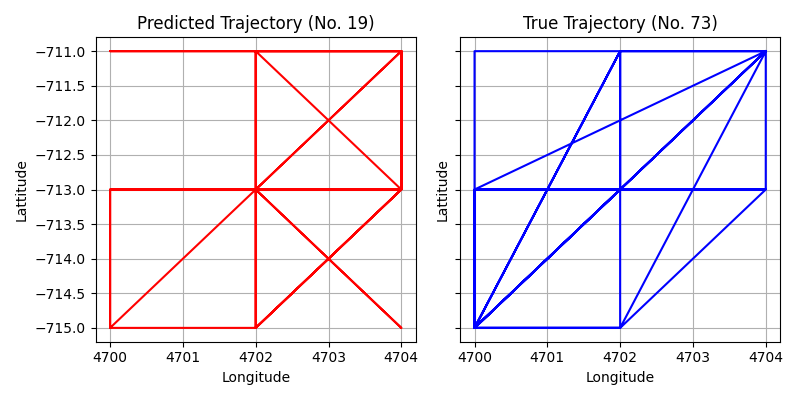 Predicted Trajectory (No. 19)
True Trajectory (No. 73)
−711.0
−711.5
−712.0
−712.5
−713.0
−713.5
−714.0
−714.5
−715.0
Lattitude
Lattitude
4700 4701 4702 4703 4704
4700 4701 4702 4703 4704
Longitude
Longitude